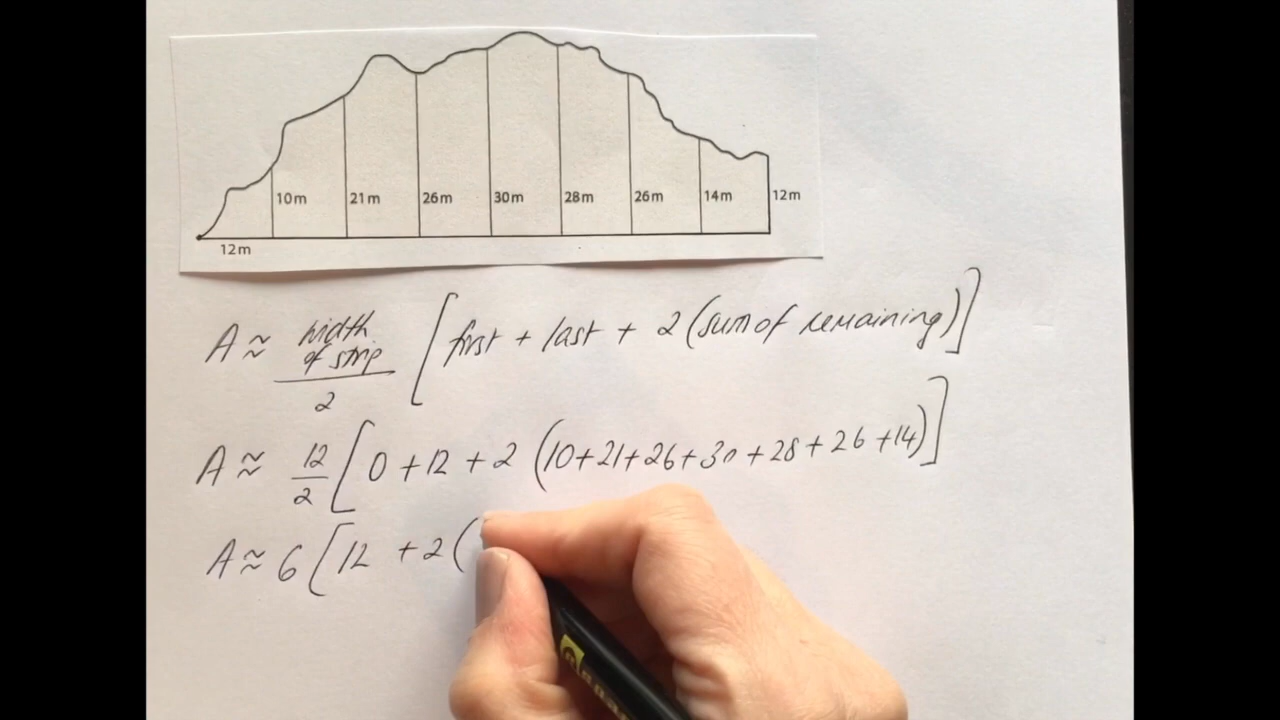 10m 21m 26m 30m 28m 26m 14m 12m
12m
A ≈ width of strip / 2 [first + last + 2 (sum of remaining)]
A ≈ 12/2 [0 + 12 + 2 (10+21+26+30+28+26+14)]
A ≈ 6 [12 + 2 (